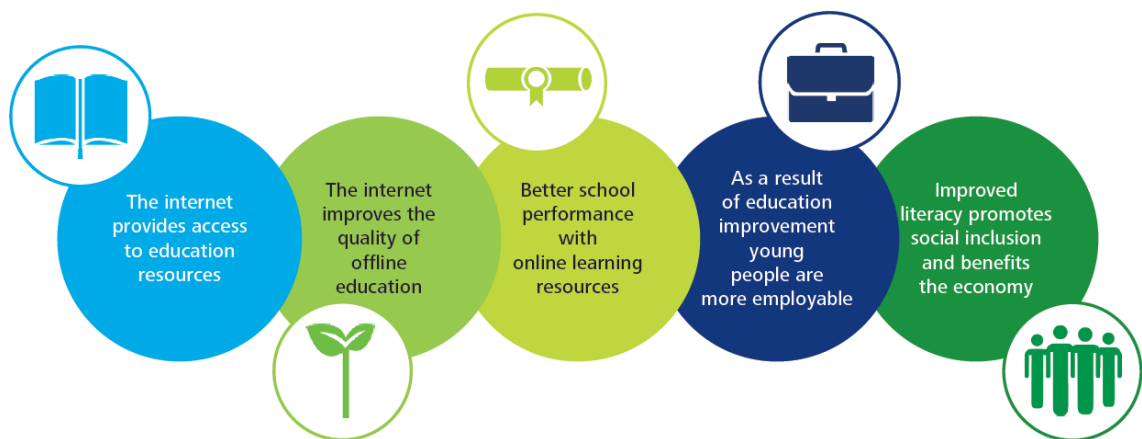 The internet
provides access
to education
resources
The internet
improves the
quality of
offline
education
Better school
performance
with
online learning
resources
As a result
of education
improvement
young
people are
more employable
Improved
literacy promotes
social inclusion
and benefits
the economy